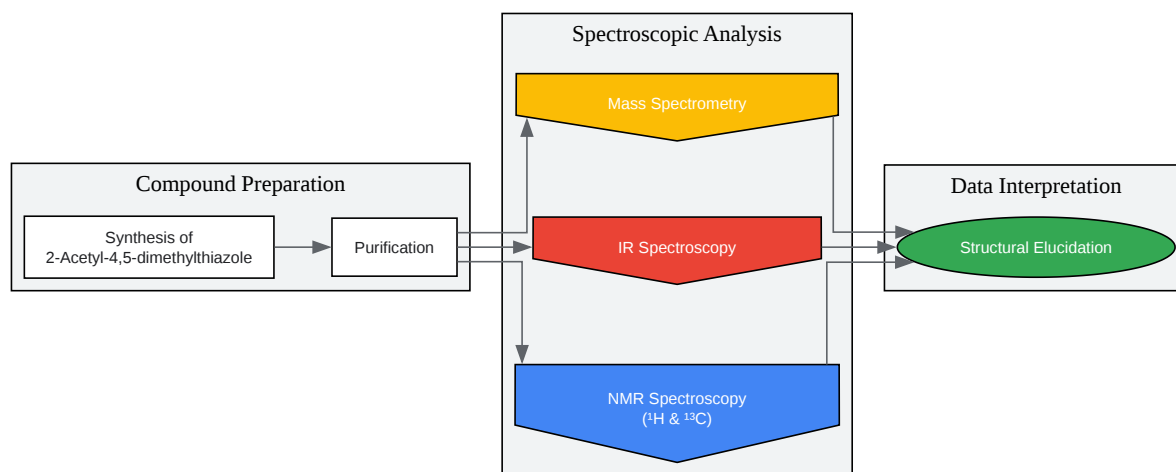 Compound Preparation
Synthesis of
2-Acetyl-4,5-dimethylthiazole
Purification
Spectroscopic Analysis
Mass Spectrometry
IR Spectroscopy
NMR Spectroscopy
(¹H & ¹³C)
Data Interpretation
Structural Elucidation